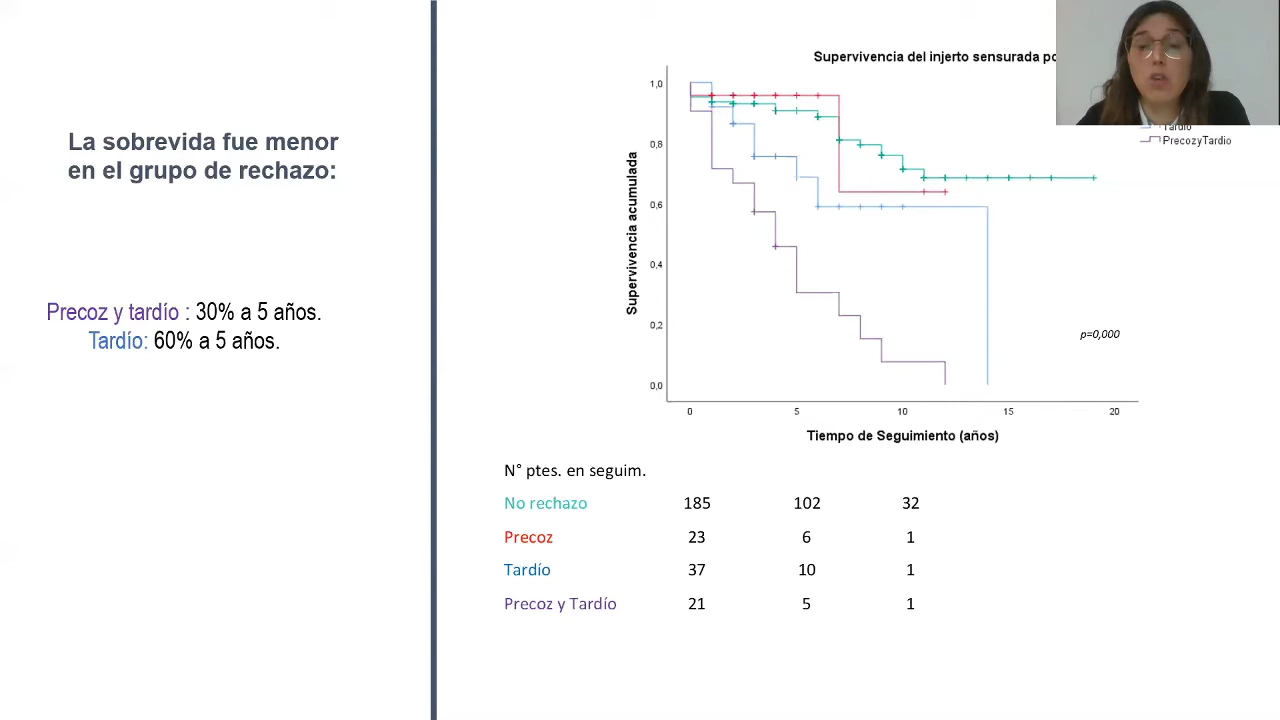 La sobrevida fue menor
en el grupo de rechazo:
Precoz y tardío : 30% a 5 años.
Tardío: 60% a 5 años.
Supervivencia del injerto sensurada
Tardio
PrecozyTardio
Supervivencia acumulada
1,0
0,8
0,6
0,4
0,2
0,0
p=0,000
0 5 10 15 20
Tiempo de Seguimiento (años)
N° ptes. en seguim.
No rechazo 185 102 32
Precoz 23 6 1
Tardío 37 10 1
Precoz y Tardío 21 5 1